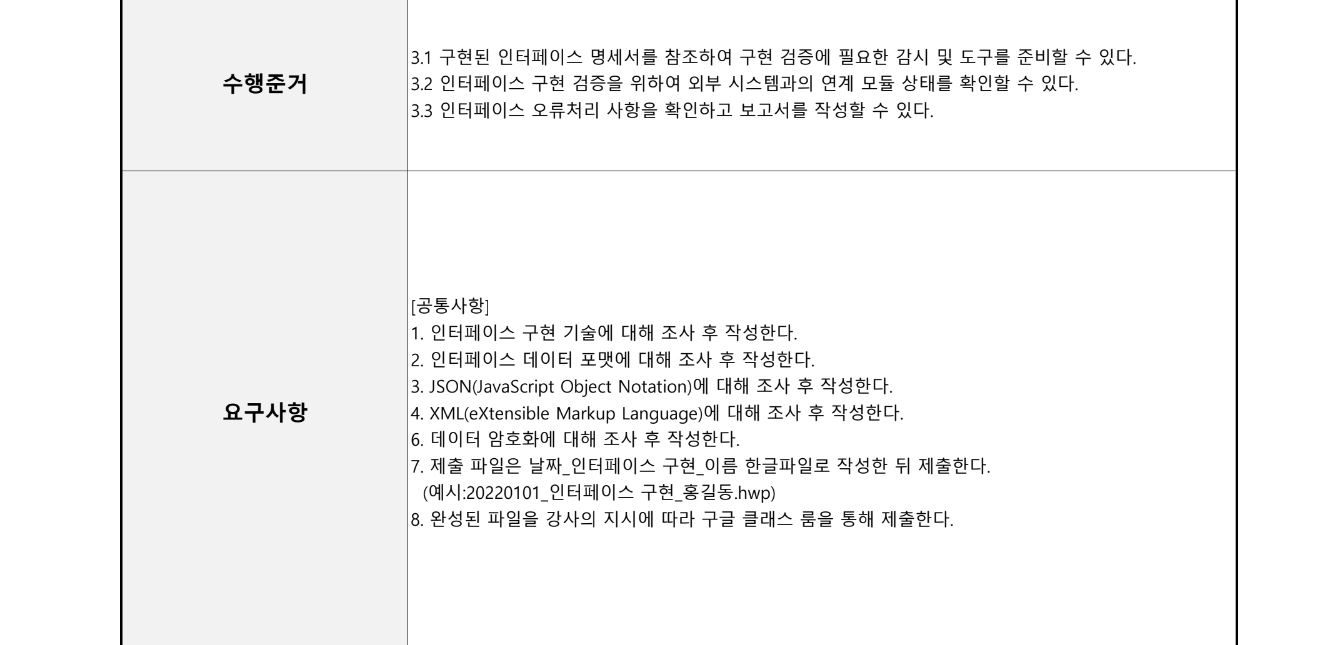 수행준거
3.1 구현된 인터페이스 명세서를 참조하여 구현 검증에 필요한 감시 및 도구를 준비할 수 있다.
3.2 인터페이스 구현 검증을 위하여 외부 시스템과의 연계 모듈 상태를 확인할 수 있다.
3.3 인터페이스 오류처리 사항을 확인하고 보고서를 작성할 수 있다.
요구사항
[공통사항]
1. 인터페이스 구현 기술에 대해 조사 후 작성한다.
2. 인터페이스 데이터 포맷에 대해 조사 후 작성한다.
3. JSON(JavaScript Object Notation)에 대해 조사 후 작성한다.
4. XML(eXtensible Markup Language)에 대해 조사 후 작성한다.
6. 데이터 암호화에 대해 조사 후 작성한다.
7. 제출 파일은 날짜_인터페이스 구현_이름 한글파일로 작성한 뒤 제출한다.
(예시:20220101_인터페이스 구현_홍길동.hwp)
8. 완성된 파일을 강사의 지시에 따라 구글 클래스 룸을 통해 제출한다.